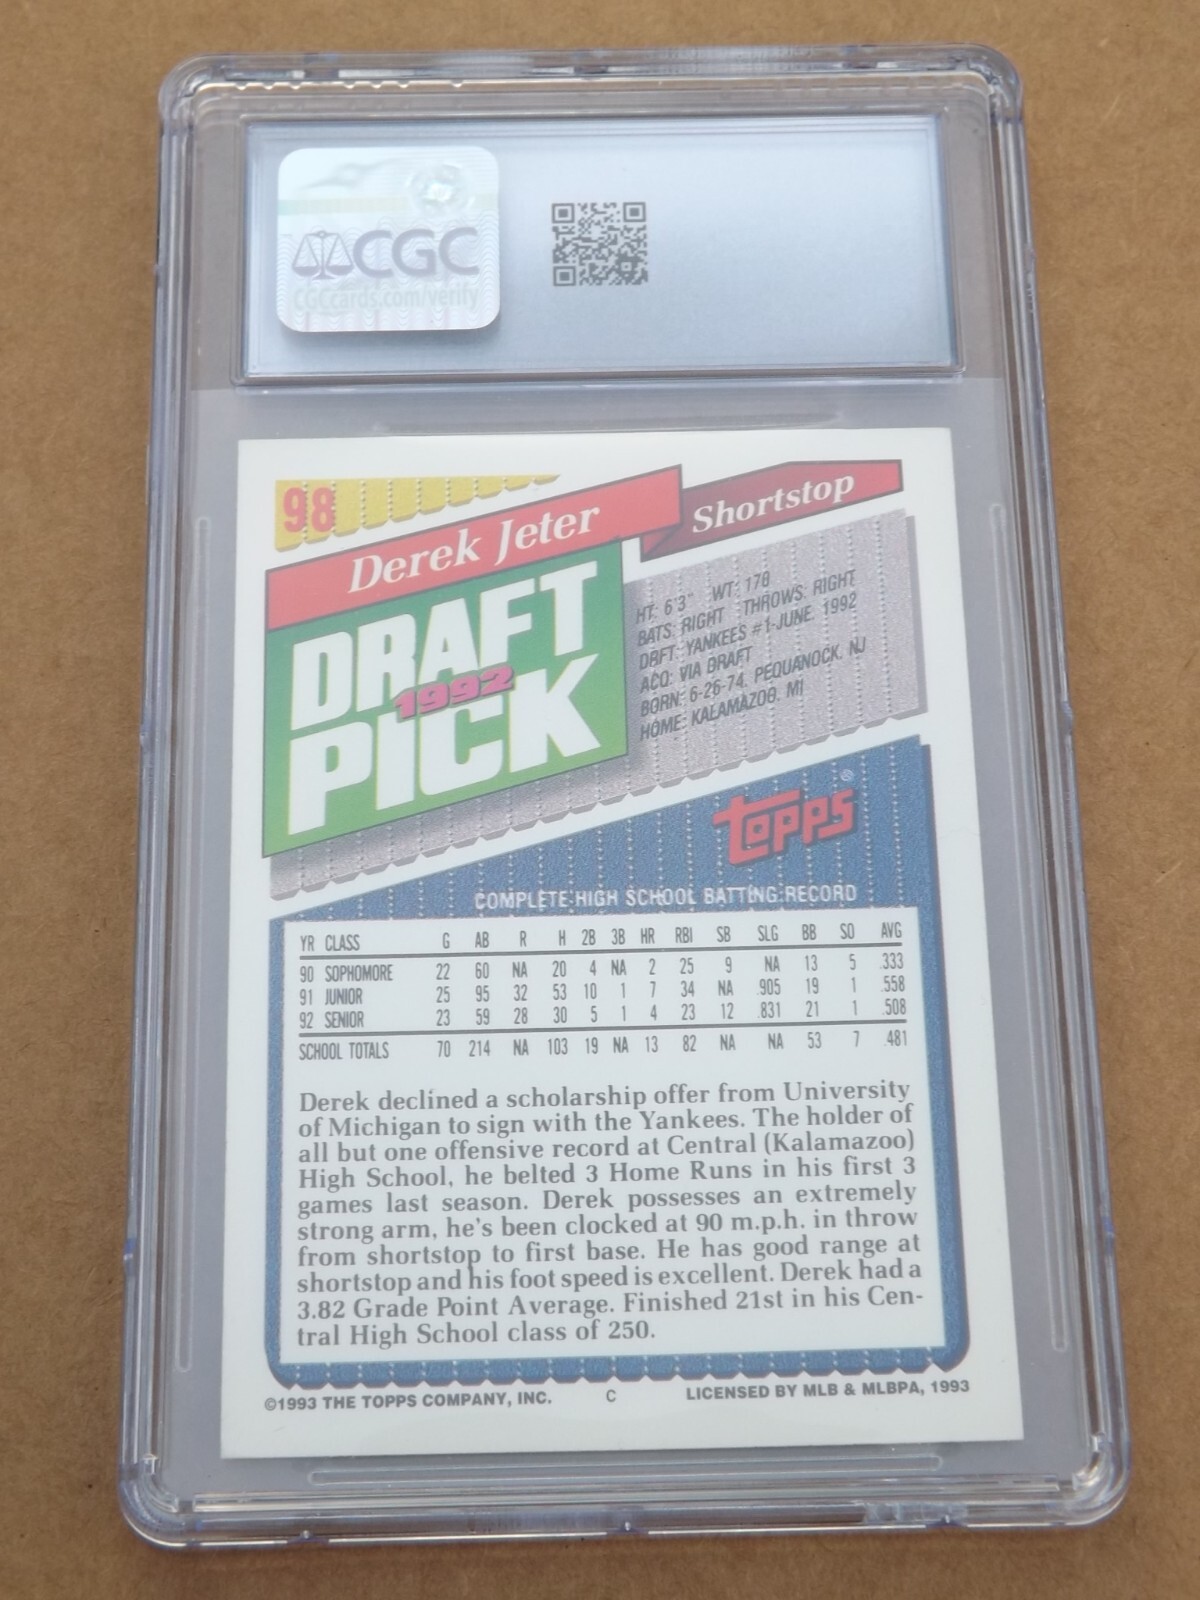 CGC
CGCcards.com/verify
98
Derek Jeter
Shortstop
DRAFT
1992
PICK
HT: 6'3" WT: 170
BATS: RIGHT THROWS: RIGHT
DRFT: YANKEES #1-JUNE, 1992
ACQ: VIA DRAFT
BORN: 6-26-74, PEQUANOCK, NJ
HOME: KALAMAZOO, MI
Topps®
COMPLETE HIGH SCHOOL BATTING RECORD
YR CLASS G AB R H 2B 3B HR RBI SB SLG BB SO AVG
90 SOPHOMORE 22 60 NA 20 4 NA 2 25 9 NA 13 5 .333
91 JUNIOR 25 95 32 53 10 1 7 34 NA .905 19 1 .558
92 SENIOR 23 59 28 30 5 1 4 23 12 .831 21 1 .508
SCHOOL TOTALS 70 214 NA 103 19 NA 13 82 NA NA 53 7 .481
Derek declined a scholarship offer from University
of Michigan to sign with the Yankees. The holder of
all but one offensive record at Central (Kalamazoo)
High School, he belted 3 Home Runs in his first 3
games last season. Derek possesses an extremely
strong arm, he's been clocked at 90 m.p.h. in throw
from shortstop to first base. He has good range at
shortstop and his foot speed is excellent. Derek had a
3.82 Grade Point Average. Finished 21st in his Cen-
tral High School class of 250.
©1993 THE TOPPS COMPANY, INC. C LICENSED BY MLB & MLBPA, 1993